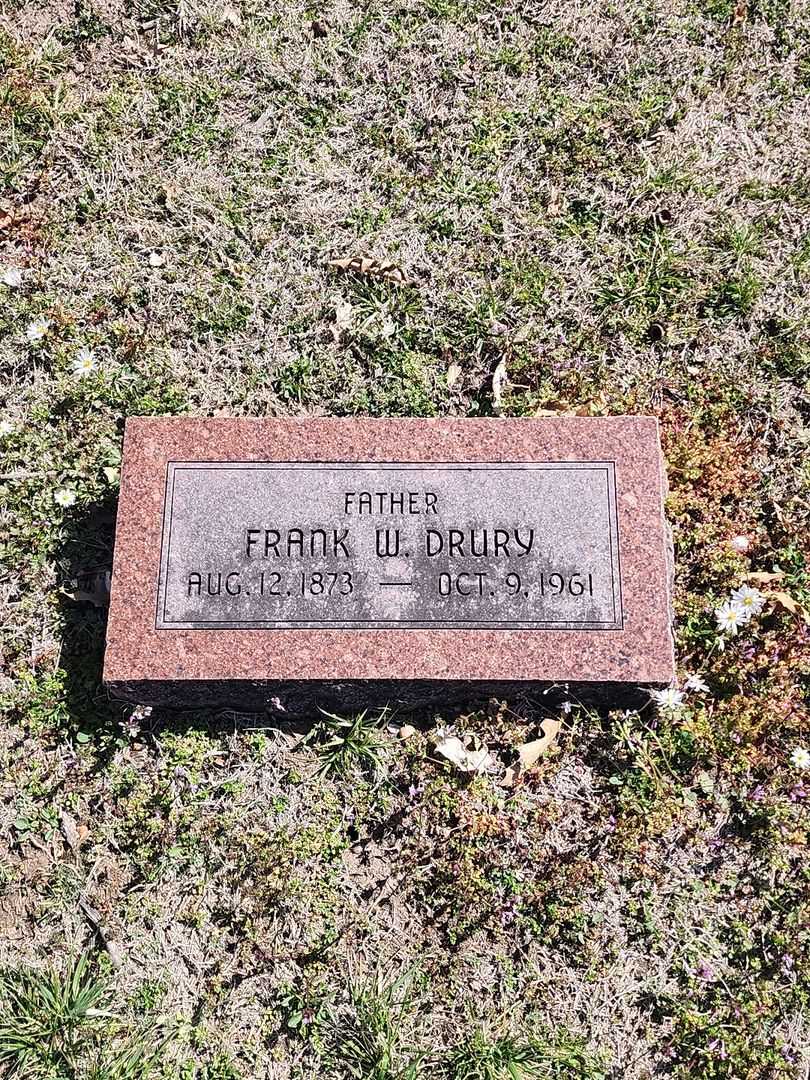 FATHER
FRANK W. DRURY
AUG. 12, 1873 — OCT. 9, 1961